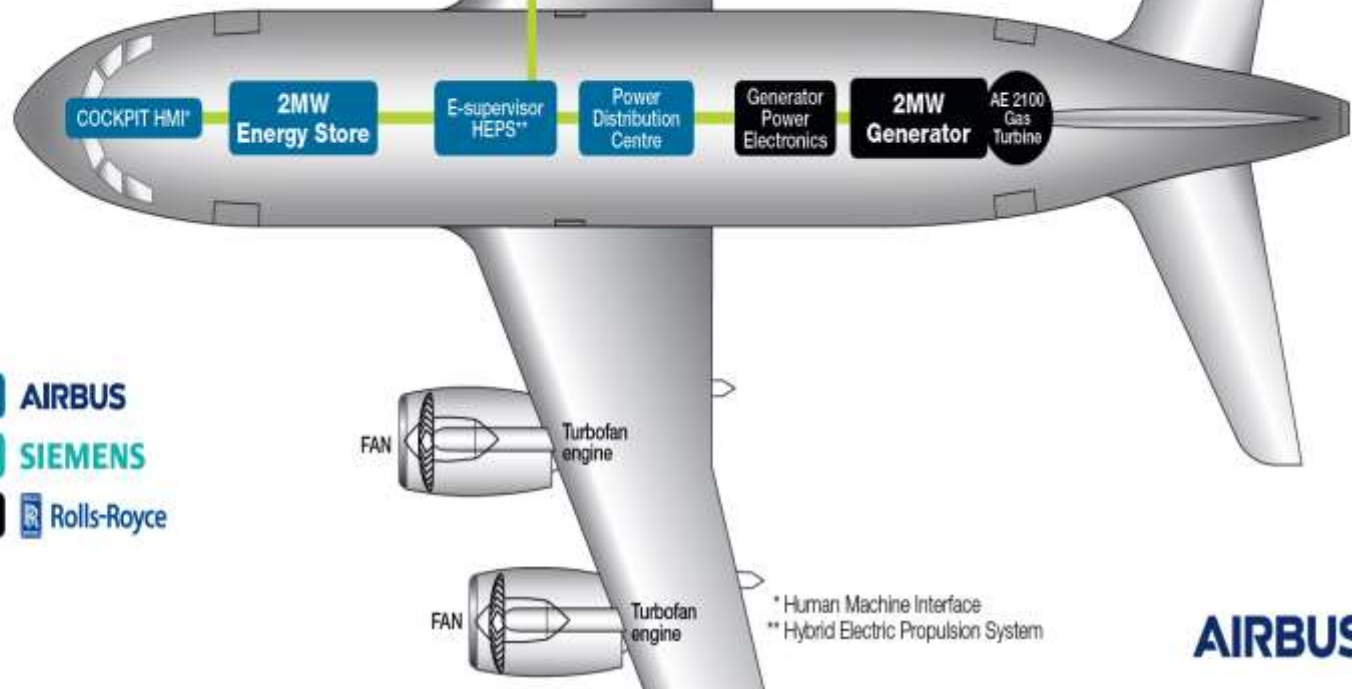 COCKPIT HMI*
2MW
Energy Store
E-supervisor
HEPS**
Power
Distribution
Centre
Generator
Power
Electronics
2MW
Generator
AE 2100
Gas
Turbine
AIRBUS
SIEMENS
RR Rolls-Royce
FAN
Turbofan
engine
FAN
Turbofan
engine
* Human Machine Interface
** Hybrid Electric Propulsion System
AIRBUS